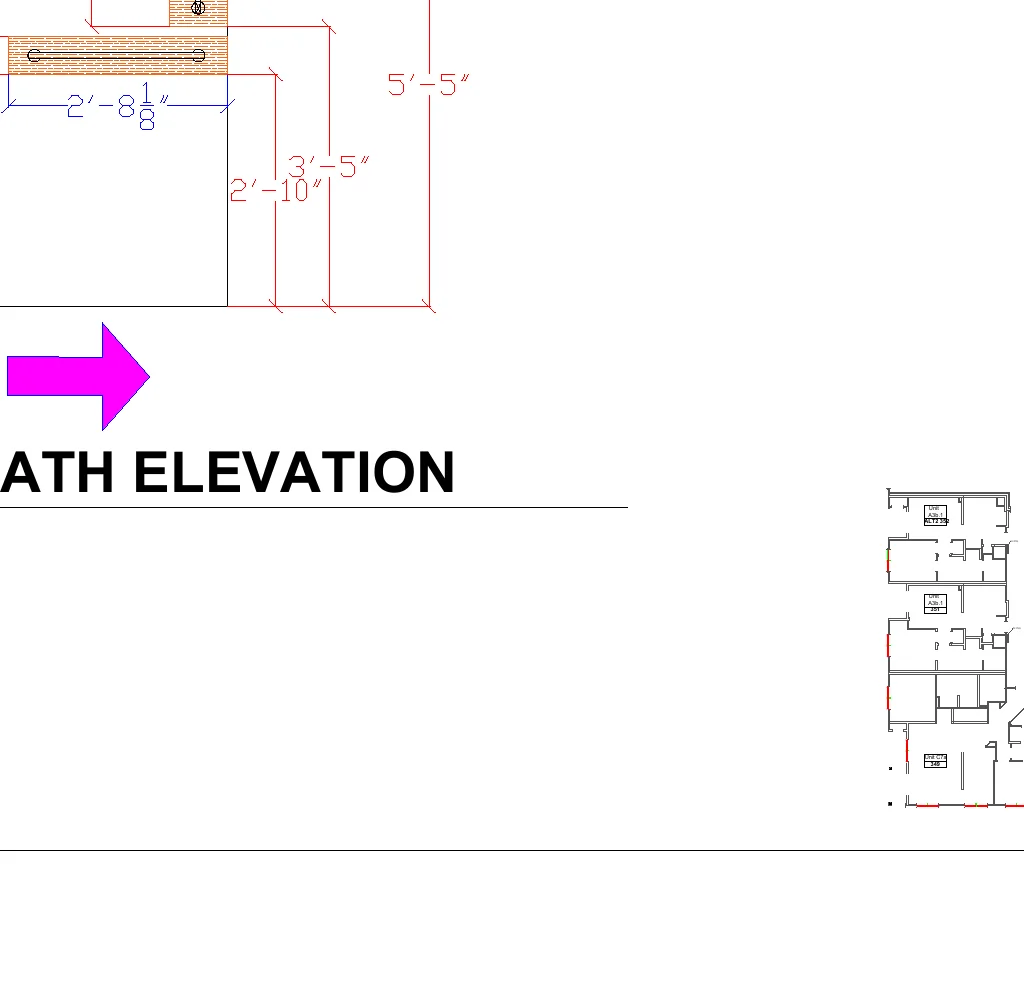 5'-5"
2'-8 1/8"
3'-5"
2'-10"
ATH ELEVATION
Unit
A3b.1
ALT2 352
Unit
A3b.1
351
Unit C7a
349